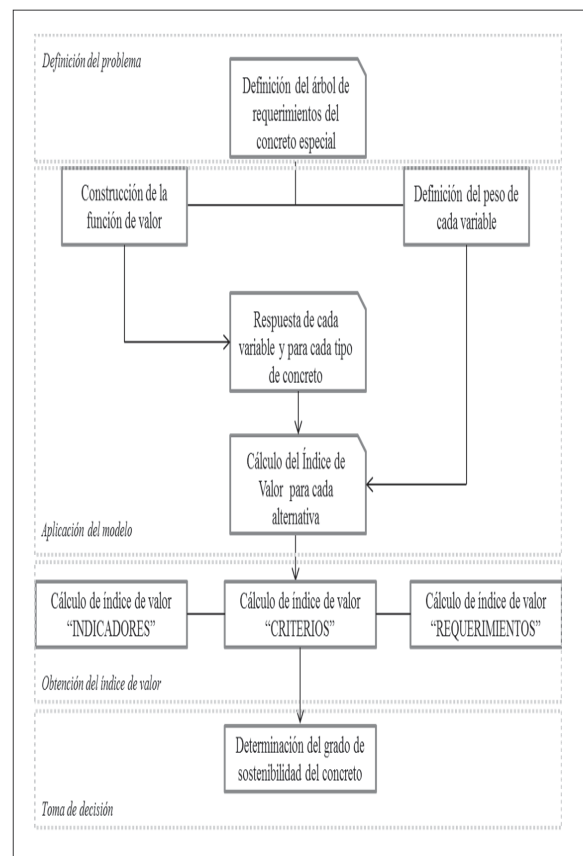 Definición del problema
Definición del árbol de
requerimientos del
concreto especial
Construcción de la
función de valor
Definición del peso de
cada variable
Respuesta de cada
variable y para cada tipo
de concreto
Cálculo del Índice de
Valor para cada
alternativa
Aplicación del modelo
Cálculo de índice de valor
“INDICADORES”
Cálculo de índice de valor
“CRITERIOS”
Cálculo de índice de valor
“REQUERIMIENTOS”
Obtención del índice de valor
Determinación del grado de
sostenibilidad del concreto
Toma de decisión